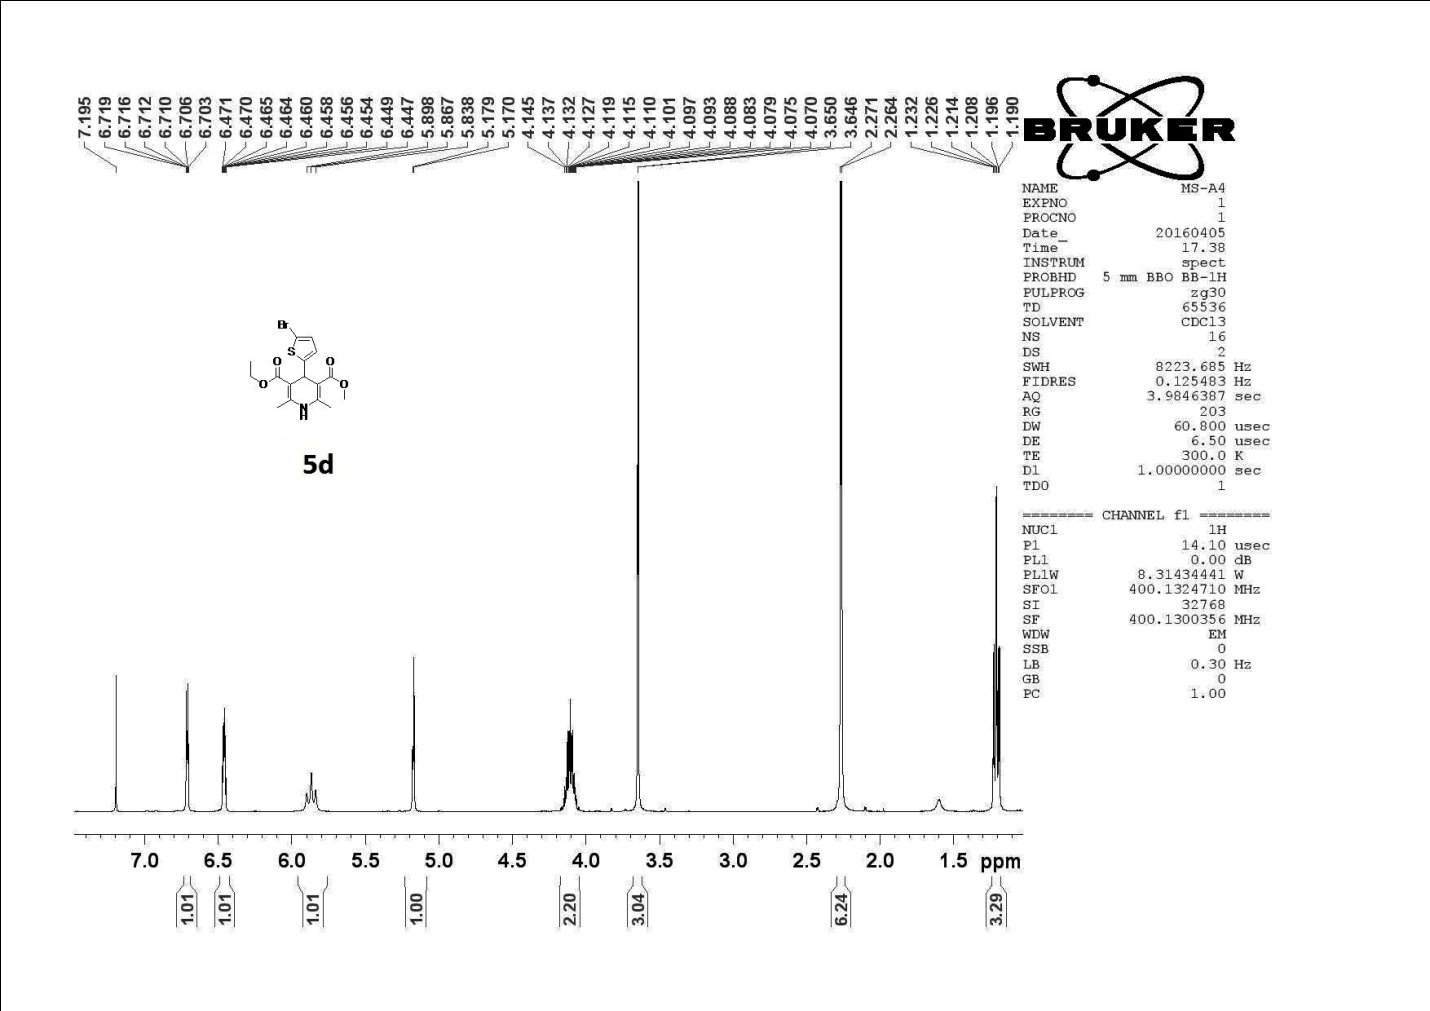 7.195
6.719
6.716
6.712
6.710
6.706
6.703
6.471
6.470
6.465
6.464
6.460
6.458
6.456
6.454
6.449
6.447
5.898
5.867
5.838
5.179
5.170
4.145
4.137
4.132
4.127
4.119
4.115
4.110
4.101
4.097
4.093
4.088
4.083
4.079
4.075
4.070
3.650
3.646
2.271
2.264
1.232
1.226
1.214
1.208
1.196
1.190
BRUKER
NAME MS-A4
EXPNO 1
PROCNO 1
Date_ 20160405
Time 17.38
INSTRUM spect
PROBHD 5 mm BBO BB-1H
PULPROG zg30
TD 65536
SOLVENT CDCl3
NS 16
DS 2
SWH 8223.685 Hz
FIDRES 0.125483 Hz
AQ 3.9846387 sec
RG 203
DW 60.800 usec
DE 6.50 usec
TE 300.0 K
D1 1.00000000 sec
TD0 1
======== CHANNEL f1 ========
NUC1 1H
P1 14.10 usec
PL1 0.00 dB
PL1W 8.31434441 W
SFO1 400.1324710 MHz
SI 32768
SF 400.1300356 MHz
WDW EM
SSB 0
LB 0.30 Hz
GB 0
PC 1.00
Br
S
O
O
O
O
N
H
5d
7.0 6.5 6.0 5.5 5.0 4.5 4.0 3.5 3.0 2.5 2.0 1.5 ppm
1.01
1.01
1.01
1.00
2.20
3.04
6.24
3.29